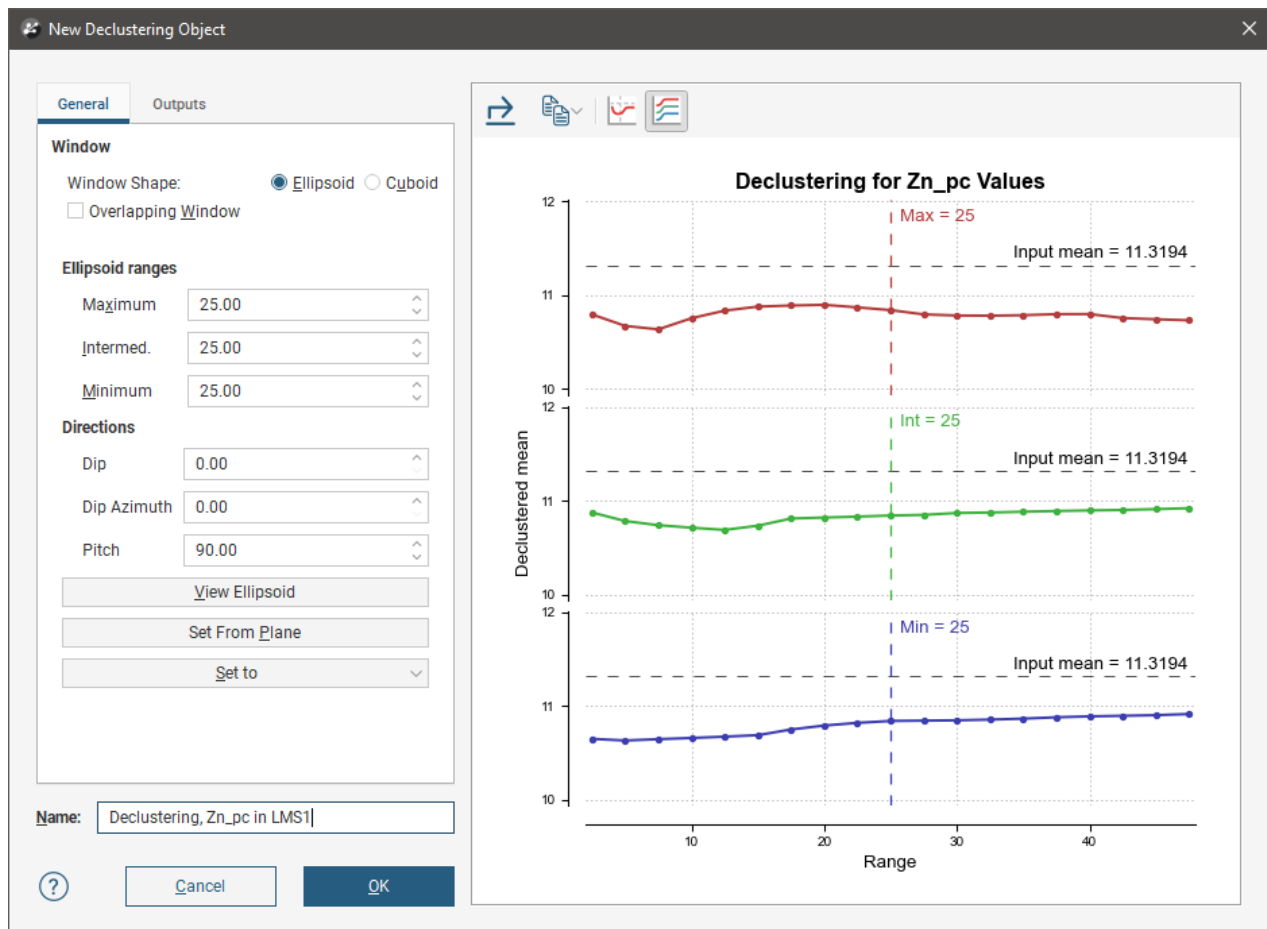 New Declustering Object
General Outputs
Window
Window Shape: Ellipsoid Cuboid
Overlapping Window
Ellipsoid ranges
Maximum 25.00
Intermed. 25.00
Minimum 25.00
Directions
Dip 0.00
Dip Azimuth 0.00
Pitch 90.00
View Ellipsoid
Set From Plane
Set to
Name: Declustering, Zn_pc in LMS1
? Cancel OK
Declustering for Zn_pc Values
12
Max = 25
Input mean = 11.3194
11
10
12
Int = 25
Input mean = 11.3194
11
10
12
Min = 25
Input mean = 11.3194
11
10
Declustered mean
10 20 30 40
Range